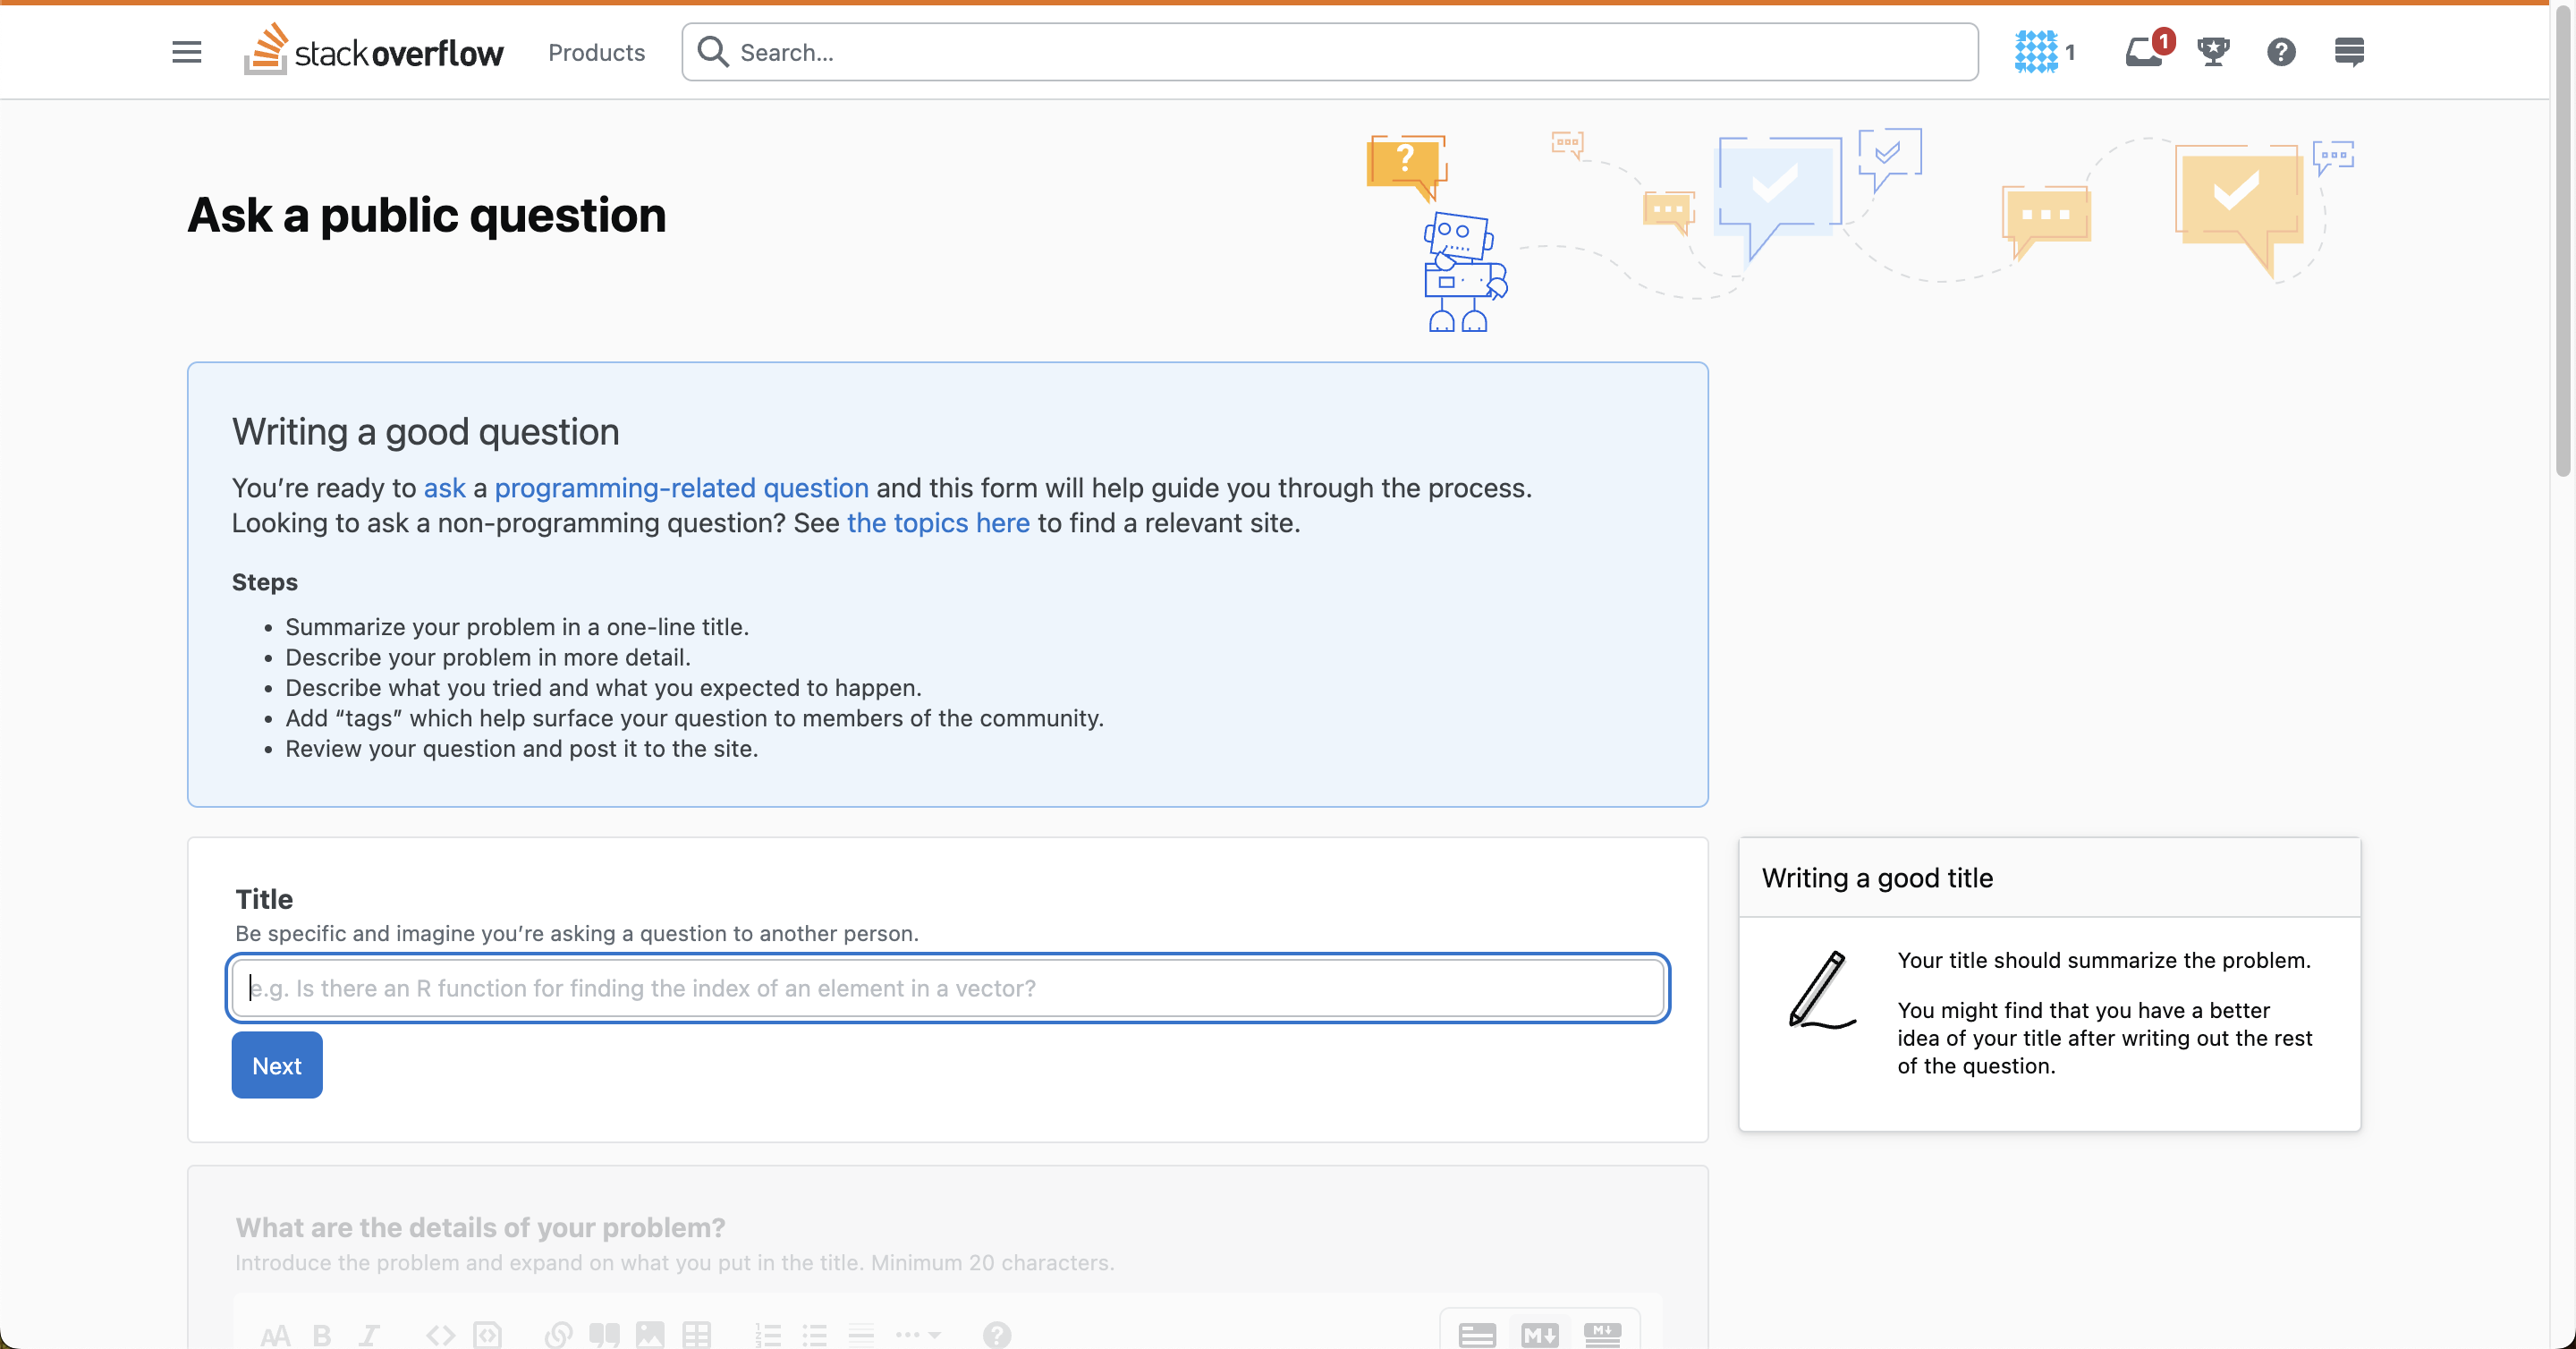 stack overflow
Products
Search...
1
1
?
Ask a public question
Writing a good question
You’re ready to ask a programming-related question and this form will help guide you through the process.
Looking to ask a non-programming question? See the topics here to find a relevant site.
Steps
• Summarize your problem in a one-line title.
• Describe your problem in more detail.
• Describe what you tried and what you expected to happen.
• Add “tags” which help surface your question to members of the community.
• Review your question and post it to the site.
Title
Be specific and imagine you’re asking a question to another person.
e.g. Is there an R function for finding the index of an element in a vector?
Next
Writing a good title
Your title should summarize the problem.
You might find that you have a better
idea of your title after writing out the rest
of the question.
What are the details of your problem?
Introduce the problem and expand on what you put in the title. Minimum 20 characters.
AA B I